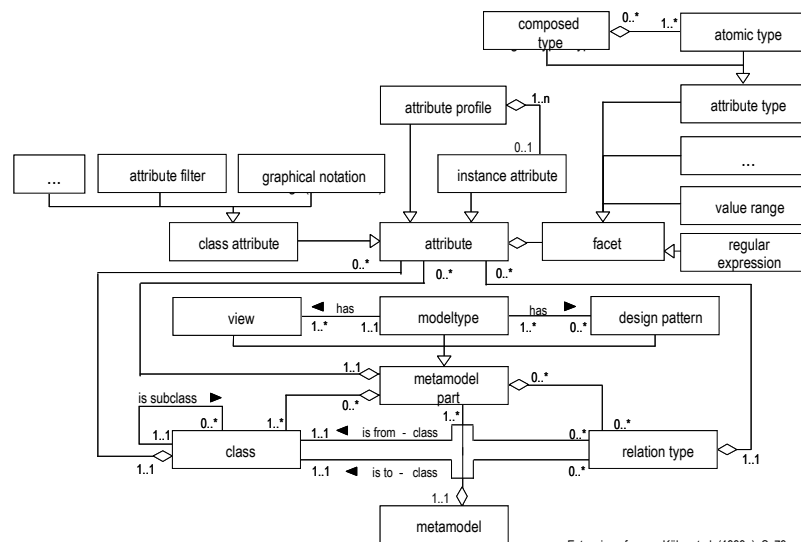 composed
type
0..*
1..*
atomic type
attribute profile
1..n
attribute type
0..1
...
attribute filter
graphical notation
instance attribute
...
value range
class attribute
attribute
facet
regular
expression
0..*
0..*
0..*
view
has
1..*
1..1
modeltype
has
1..*
0..*
design pattern
1..1
metamodel
part
0..*
is subclass
0..*
1..*
0..*
1..*
0..*
1..1
is from - class
0..*
1..1
class
relation type
1..1
is to - class
0..*
1..1
1..1
1..1
metamodel